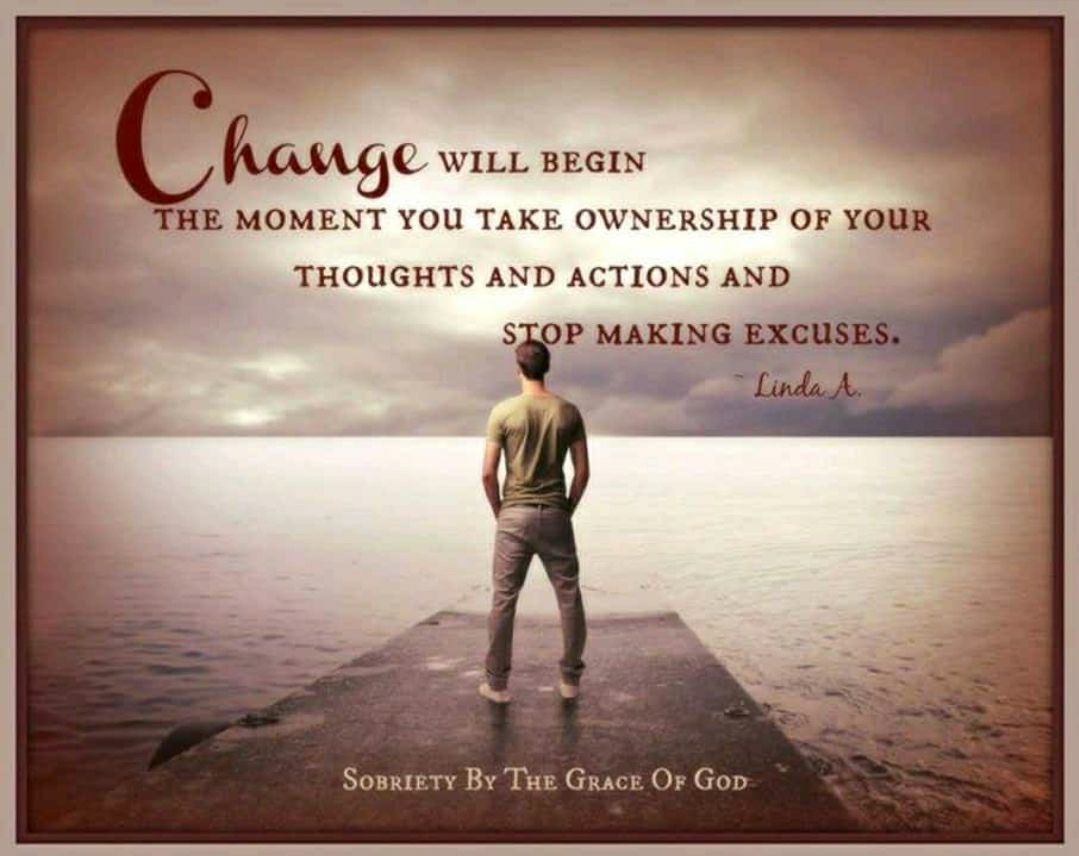 Change WILL BEGIN
THE MOMENT YOU TAKE OWNERSHIP OF YOUR
THOUGHTS AND ACTIONS AND
STOP MAKING EXCUSES.
~ Linda A.
SOBRIETY BY THE GRACE OF GOD